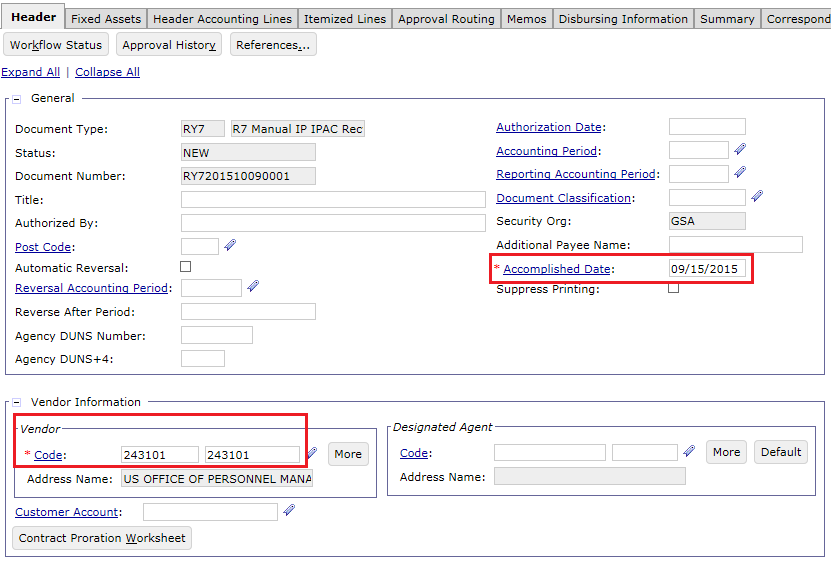 Header Fixed Assets Header Accounting Lines Itemized Lines Approval Routing Memos Disbursing Information Summary Correspond
Workflow Status Approval History References...
Expand All | Collapse All
General
Document Type: RY7 R7 Manual IP IPAC Rec
Status: NEW
Document Number: RY7201510090001
Title:
Authorized By:
Post Code:
Automatic Reversal:
Reversal Accounting Period:
Reverse After Period:
Agency DUNS Number:
Agency DUNS+4:
Authorization Date:
Accounting Period:
Reporting Accounting Period:
Document Classification:
Security Org: GSA
Additional Payee Name:
* Accomplished Date: 09/15/2015
Suppress Printing:
Vendor Information
Vendor
* Code: 243101 243101 More
Address Name: US OFFICE OF PERSONNEL MANA
Designated Agent
Code: More Default
Address Name:
Customer Account:
Contract Proration Worksheet